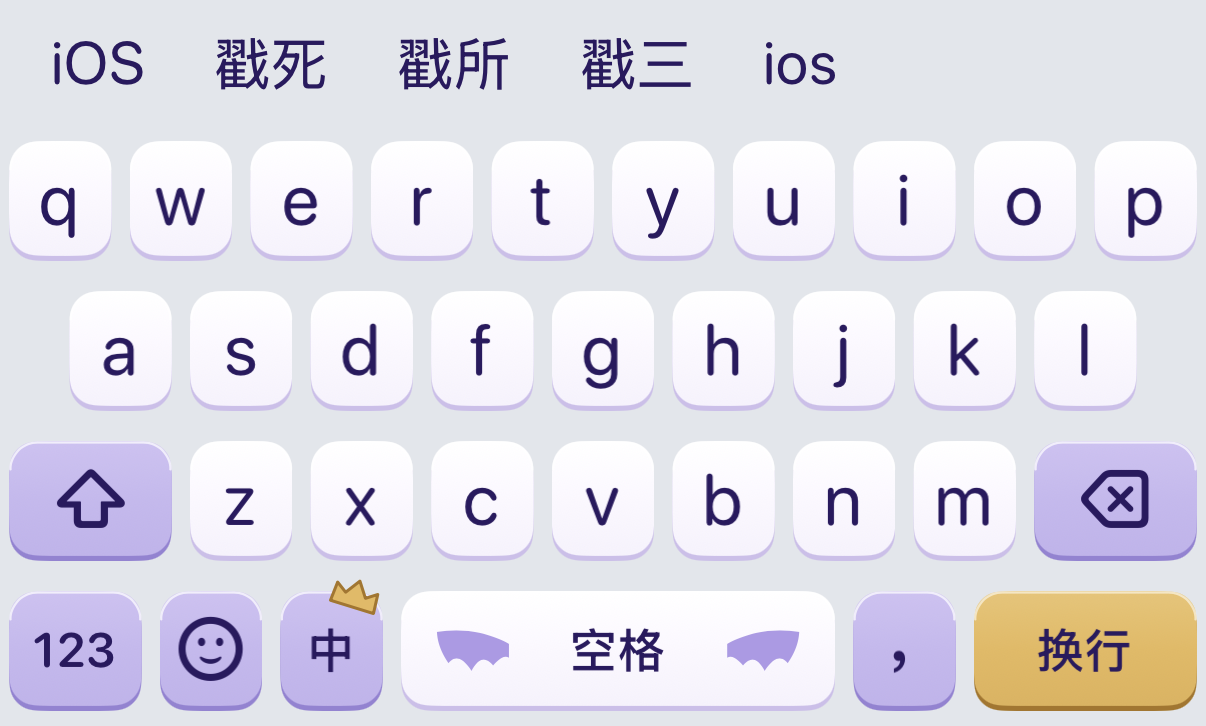 iOS 戳死 戳所 戳三 ios
q w e r t y u i o p
a s d f g h j k l
z x c v b n m
123 中 空格 ， 换行